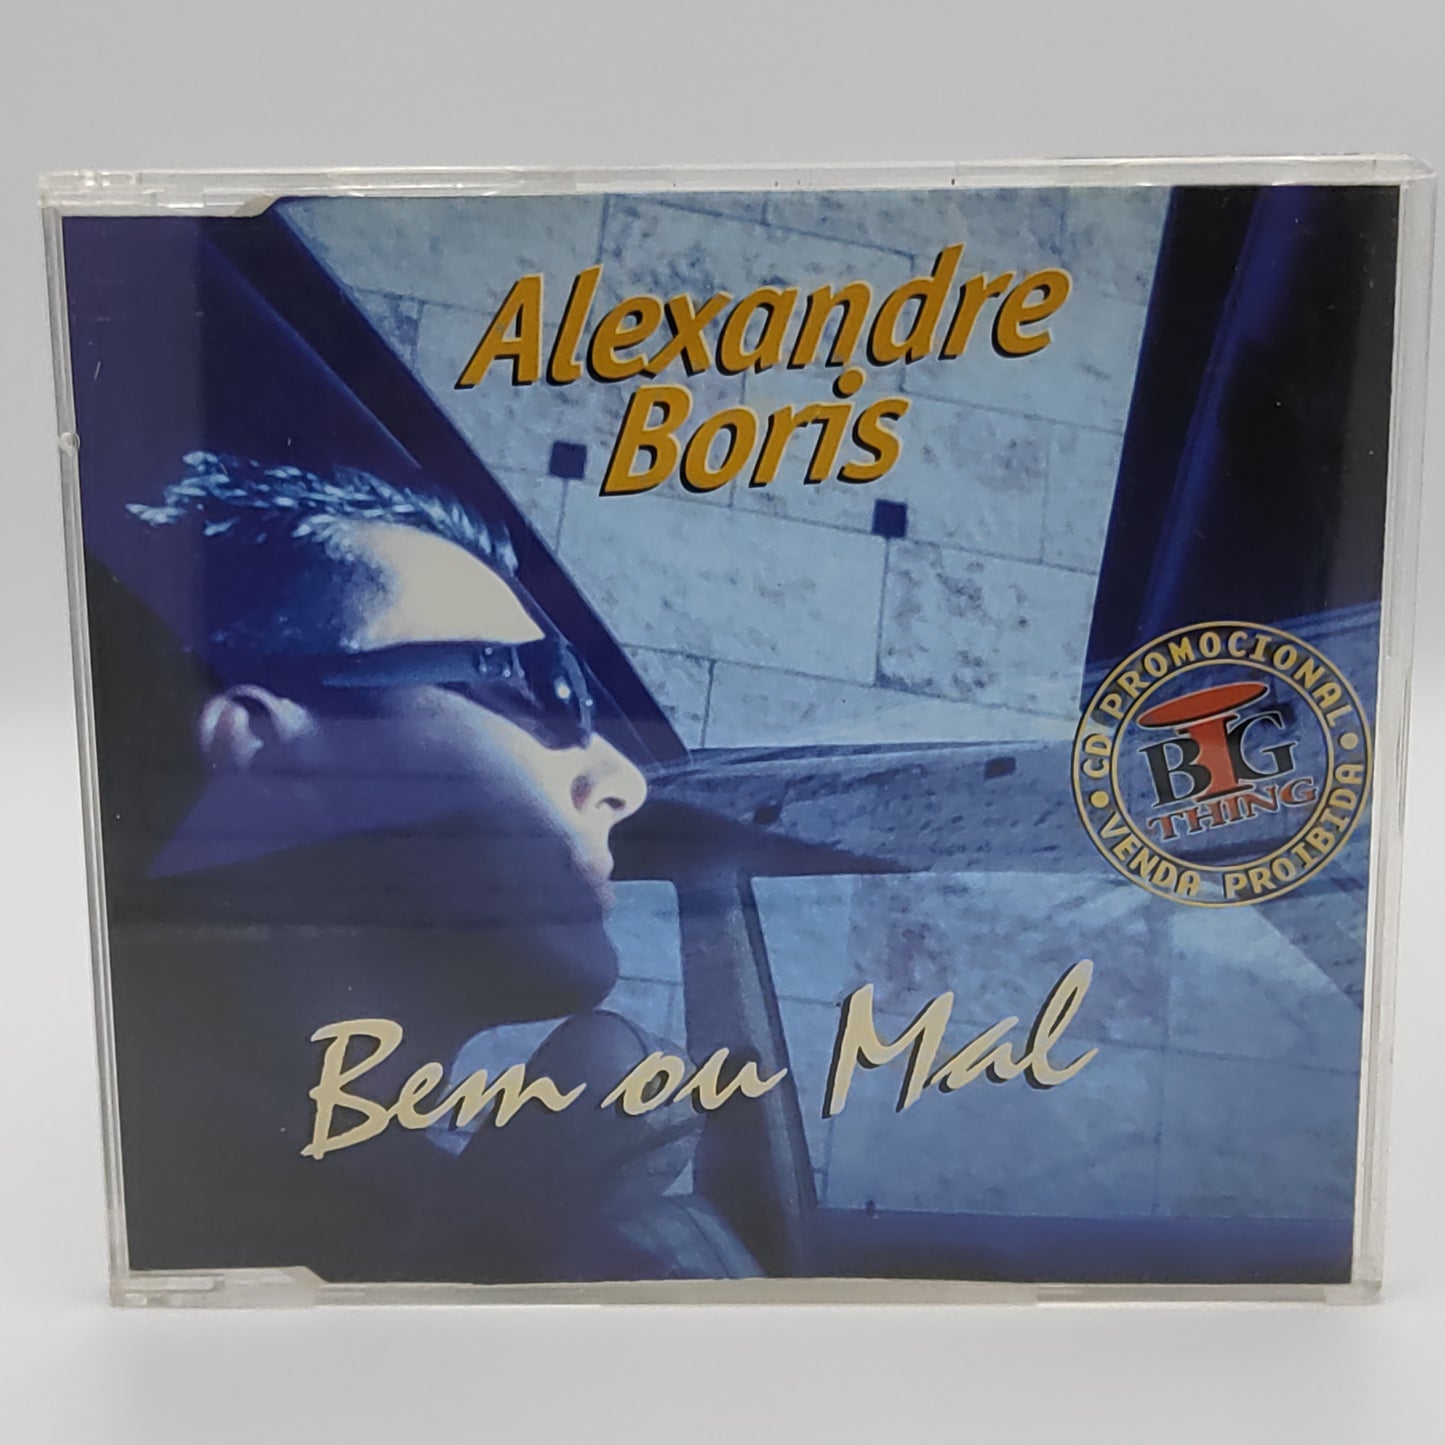 Alexandre
Boris
• CD PROMOCIONAL •
BIG
THING
VENDA PROIBIDA
Bem ou Mal